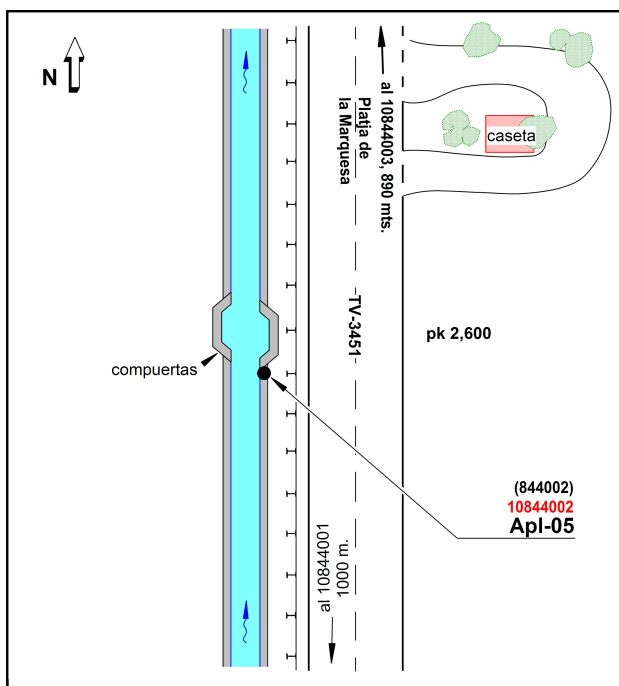 N
Platja de
la Marquesa
al 10844003, 890 mts.
caseta
TV-3451
pk 2,600
compuertas
(844002)
10844002
Apl-05
al 10844001
1000 m.